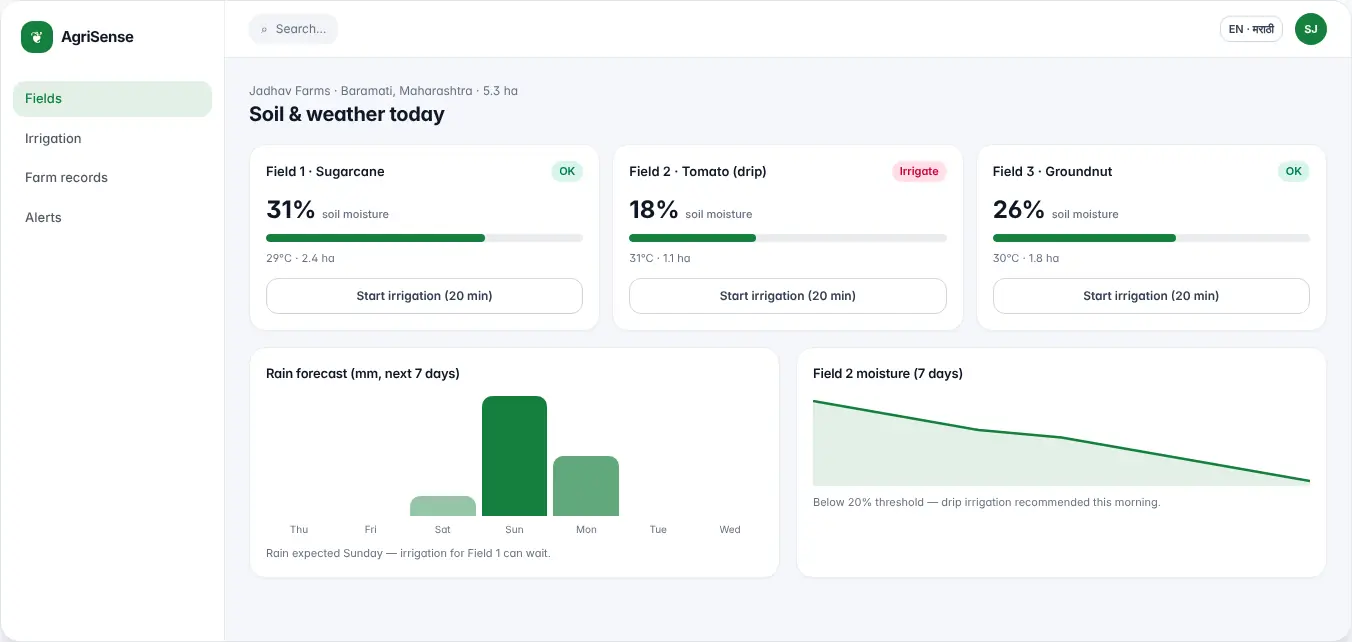 AgriSense
Search...
EN · मराठी
SJ
Fields
Irrigation
Farm records
Alerts
Jadhav Farms · Baramati, Maharashtra · 5.3 ha
Soil & weather today
Field 1 · Sugarcane
OK
31% soil moisture
29°C · 2.4 ha
Start irrigation (20 min)
Field 2 · Tomato (drip)
Irrigate
18% soil moisture
31°C · 1.1 ha
Start irrigation (20 min)
Field 3 · Groundnut
OK
26% soil moisture
30°C · 1.8 ha
Start irrigation (20 min)
Rain forecast (mm, next 7 days)
Thu Fri Sat Sun Mon Tue Wed
Rain expected Sunday — irrigation for Field 1 can wait.
Field 2 moisture (7 days)
Below 20% threshold — drip irrigation recommended this morning.